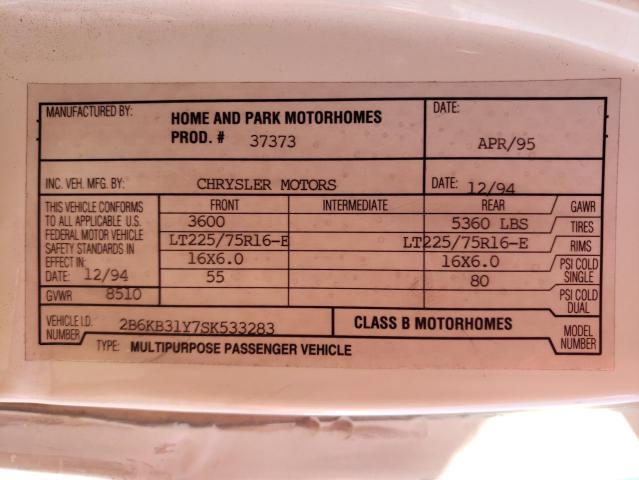 MANUFACTURED BY: HOME AND PARK MOTORHOMES DATE:
PROD. # 37373 APR/95
INC. VEH. MFG. BY: CHRYSLER MOTORS DATE: 12/94
THIS VEHICLE CONFORMS FRONT INTERMEDIATE REAR GAWR
TO ALL APPLICABLE U.S. 3600 5360 LBS TIRES
FEDERAL MOTOR VEHICLE LT225/75R16-E LT225/75R16-E RIMS
SAFETY STANDARDS IN 16X6.0 16X6.0 PSI COLD SINGLE
EFFECT IN:
DATE: 12/94 55 80
GVWR 8510 PSI COLD DUAL
VEHICLE I.D. NUMBER 2B6KB31Y7SK533283 CLASS B MOTORHOMES MODEL NUMBER
TYPE: MULTIPURPOSE PASSENGER VEHICLE